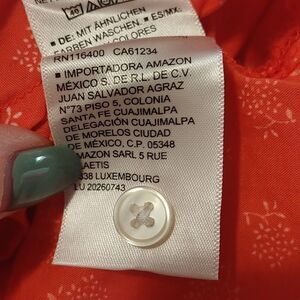 40
■ DE: MIT ÄHNLICHEN
FARBEN WASCHEN. ■ ES/MX:
COLORES
RN116400 CA61234
■ IMPORTADORA AMAZON
MÉXICO S. DE R.L. DE C.V.
JUAN SALVADOR AGRAZ
N°73 PISO 5, COLONIA
SANTA FE CUAJIMALPA
DELEGACIÓN CUAJIMALPA
DE MORELOS CIUDAD
DE MÉXICO, C.P. 05348
AMAZON SARL 5 RUE
PLAETIS
338 LUXEMBOURG
LU 20260743